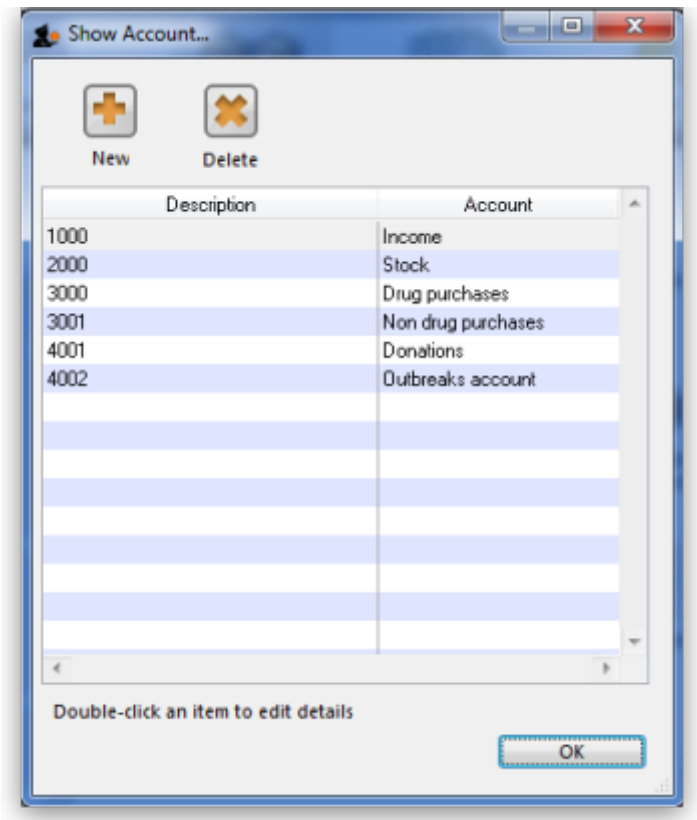 Show Account...
New Delete
Description Account
1000 Income
2000 Stock
3000 Drug purchases
3001 Non drug purchases
4001 Donations
4002 Outbreaks account
Double-click an item to edit details
OK